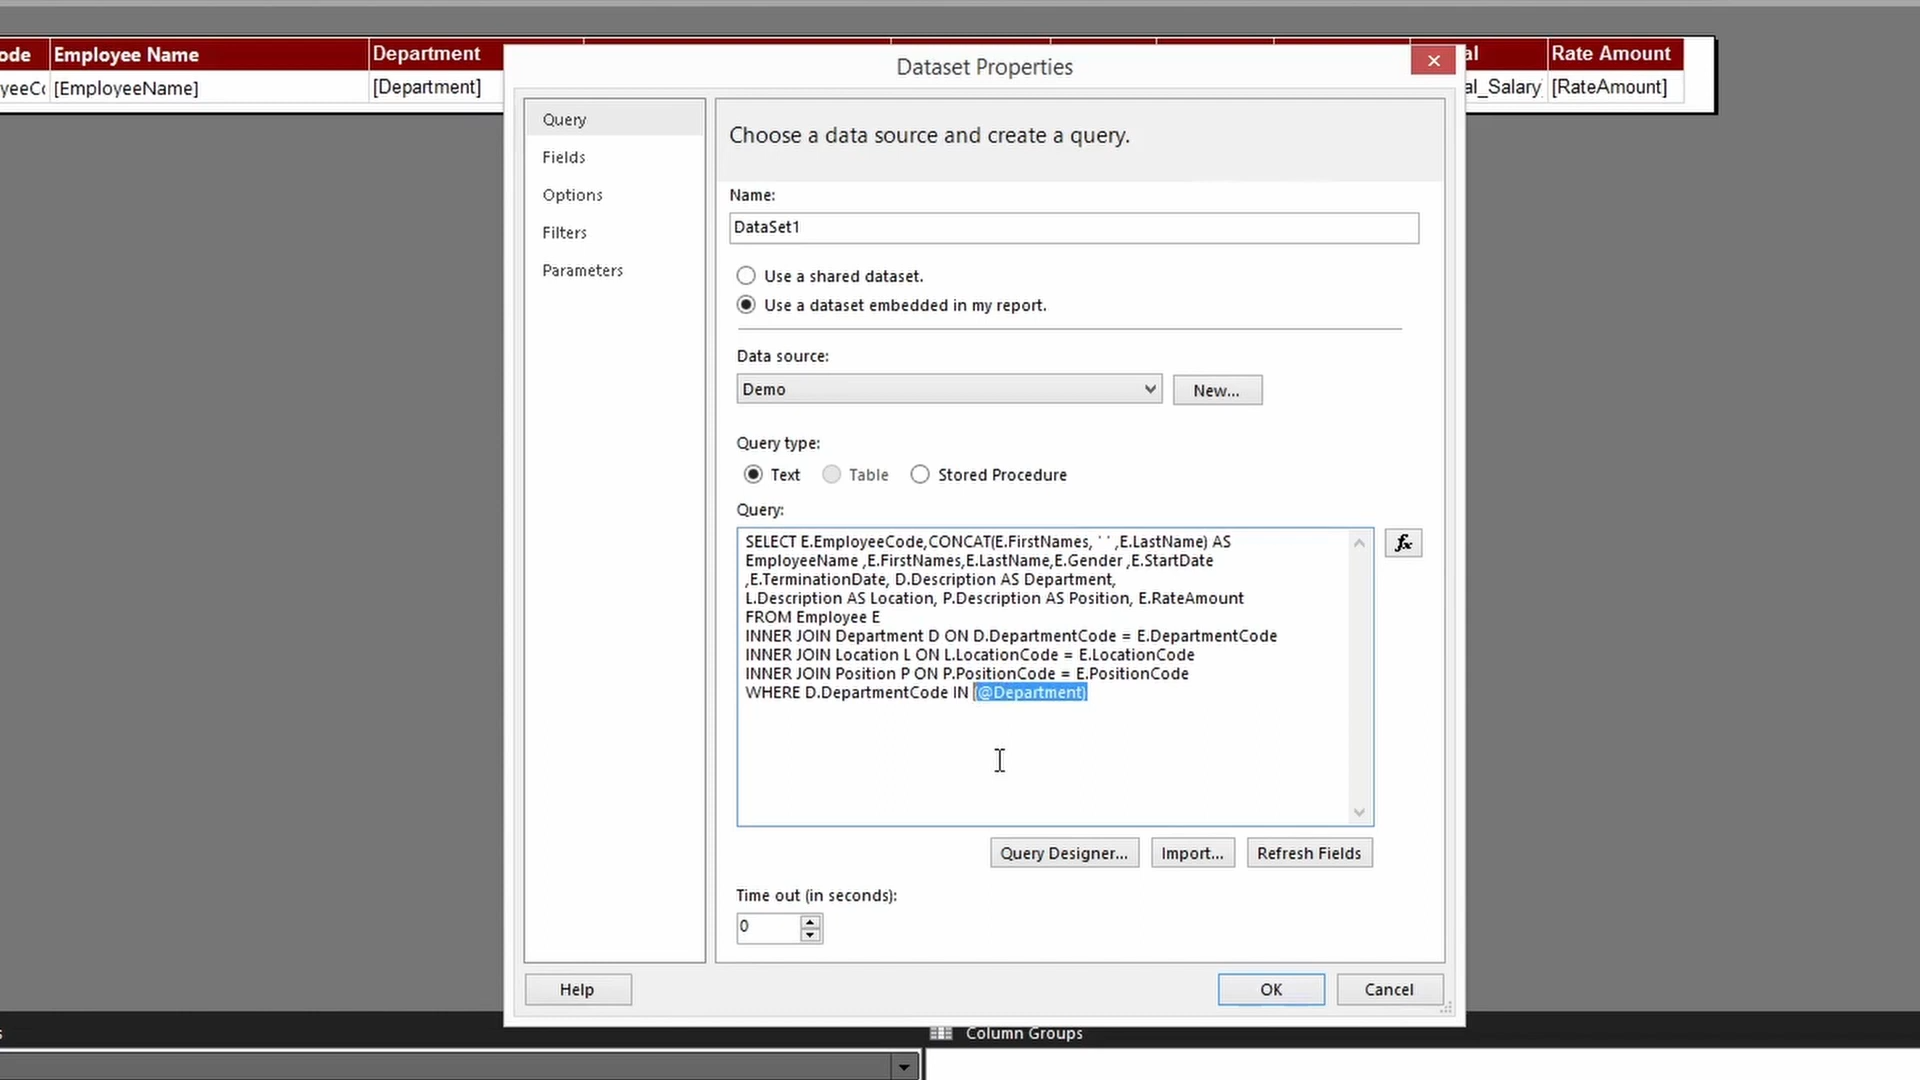 ode Employee Name Department al Rate Amount
yeeCo [EmployeeName] [Department] al_Salary [RateAmount]
Dataset Properties
Query
Fields
Options
Filters
Parameters
Choose a data source and create a query.
Name:
DataSet1
Use a shared dataset.
Use a dataset embedded in my report.
Data source:
Demo
New...
Query type:
Text Table Stored Procedure
Query:
SELECT E.EmployeeCode,CONCAT(E.FirstNames, ' ' ,E.LastName) AS
EmployeeName ,E.FirstNames,E.LastName,E.Gender ,E.StartDate
,E.TerminationDate, D.Description AS Department,
L.Description AS Location, P.Description AS Position, E.RateAmount
FROM Employee E
INNER JOIN Department D ON D.DepartmentCode = E.DepartmentCode
INNER JOIN Location L ON L.LocationCode = E.LocationCode
INNER JOIN Position P ON P.PositionCode = E.PositionCode
WHERE D.DepartmentCode IN (@Department)
fx
Query Designer... Import... Refresh Fields
Time out (in seconds):
0
Help OK Cancel
s Column Groups